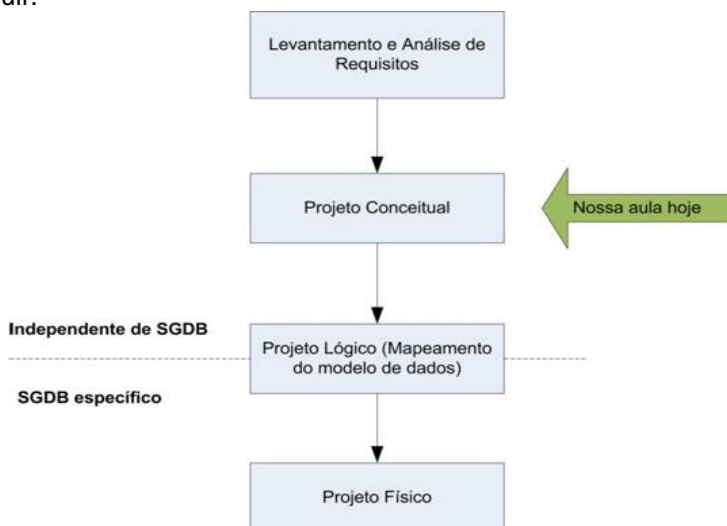 Levantamento e Análise de
Requisitos
Projeto Conceitual
Nossa aula hoje
Independente de SGDB
Projeto Lógico (Mapeamento
do modelo de dados)
SGDB específico
Projeto Físico